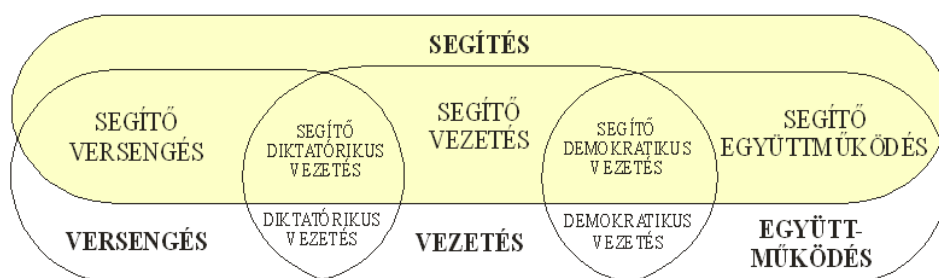 SEGÍTÉS
SEGÍTŐ
VERSENGÉS
SEGÍTŐ
DIKTATÓRIKUS
VEZETÉS
SEGÍTŐ
VEZETÉS
SEGÍTŐ
DEMOKRATIKUS
VEZETÉS
SEGÍTŐ
EGYÜTTMŰKÖDÉS
VERSENGÉS
DIKTATÓRIKUS
VEZETÉS
VEZETÉS
DEMOKRATIKUS
VEZETÉS
EGYÜTT-
MŰKÖDÉS